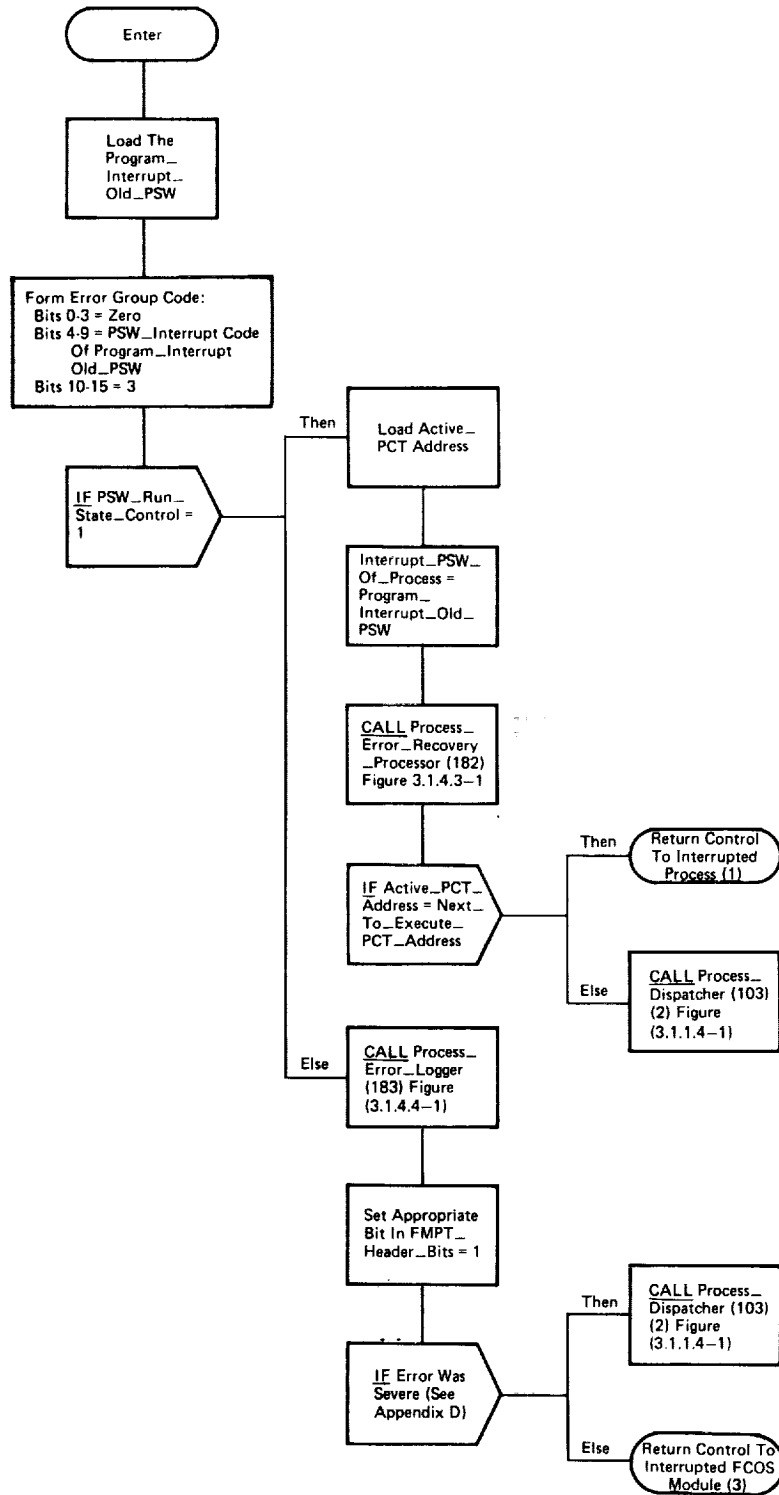 Enter
Load The
Program_
Interrupt_
Old_PSW
Form Error Group Code:
Bits 0-3 = Zero
Bits 4-9 = PSW_Interrupt Code
Of Program_Interrupt
Old_PSW
Bits 10-15 = 3
IF PSW_Run_
State_Control =
1
Then
Load Active_
PCT Address
Interrupt_PSW_
Of_Process =
Program_
Interrupt_Old_
PSW
CALL Process_
Error_Recovery
_Processor (182)
Figure 3.1.4.3-1
IF Active_PCT_
Address = Next_
To_Execute_
PCT_Address
Then
Return Control
To Interrupted
Process (1)
Else
CALL Process_
Dispatcher (103)
(2) Figure
(3.1.1.4-1)
Else
CALL Process_
Error_Logger
(183) Figure
(3.1.4.4-1)
Set Appropriate
Bit In FMPT_
Header_Bits = 1
IF Error Was
Severe (See
Appendix D)
Then
CALL Process_
Dispatcher (103)
(2) Figure
(3.1.1.4-1)
Else
Return Control To
Interrupted FCOS
Module (3)